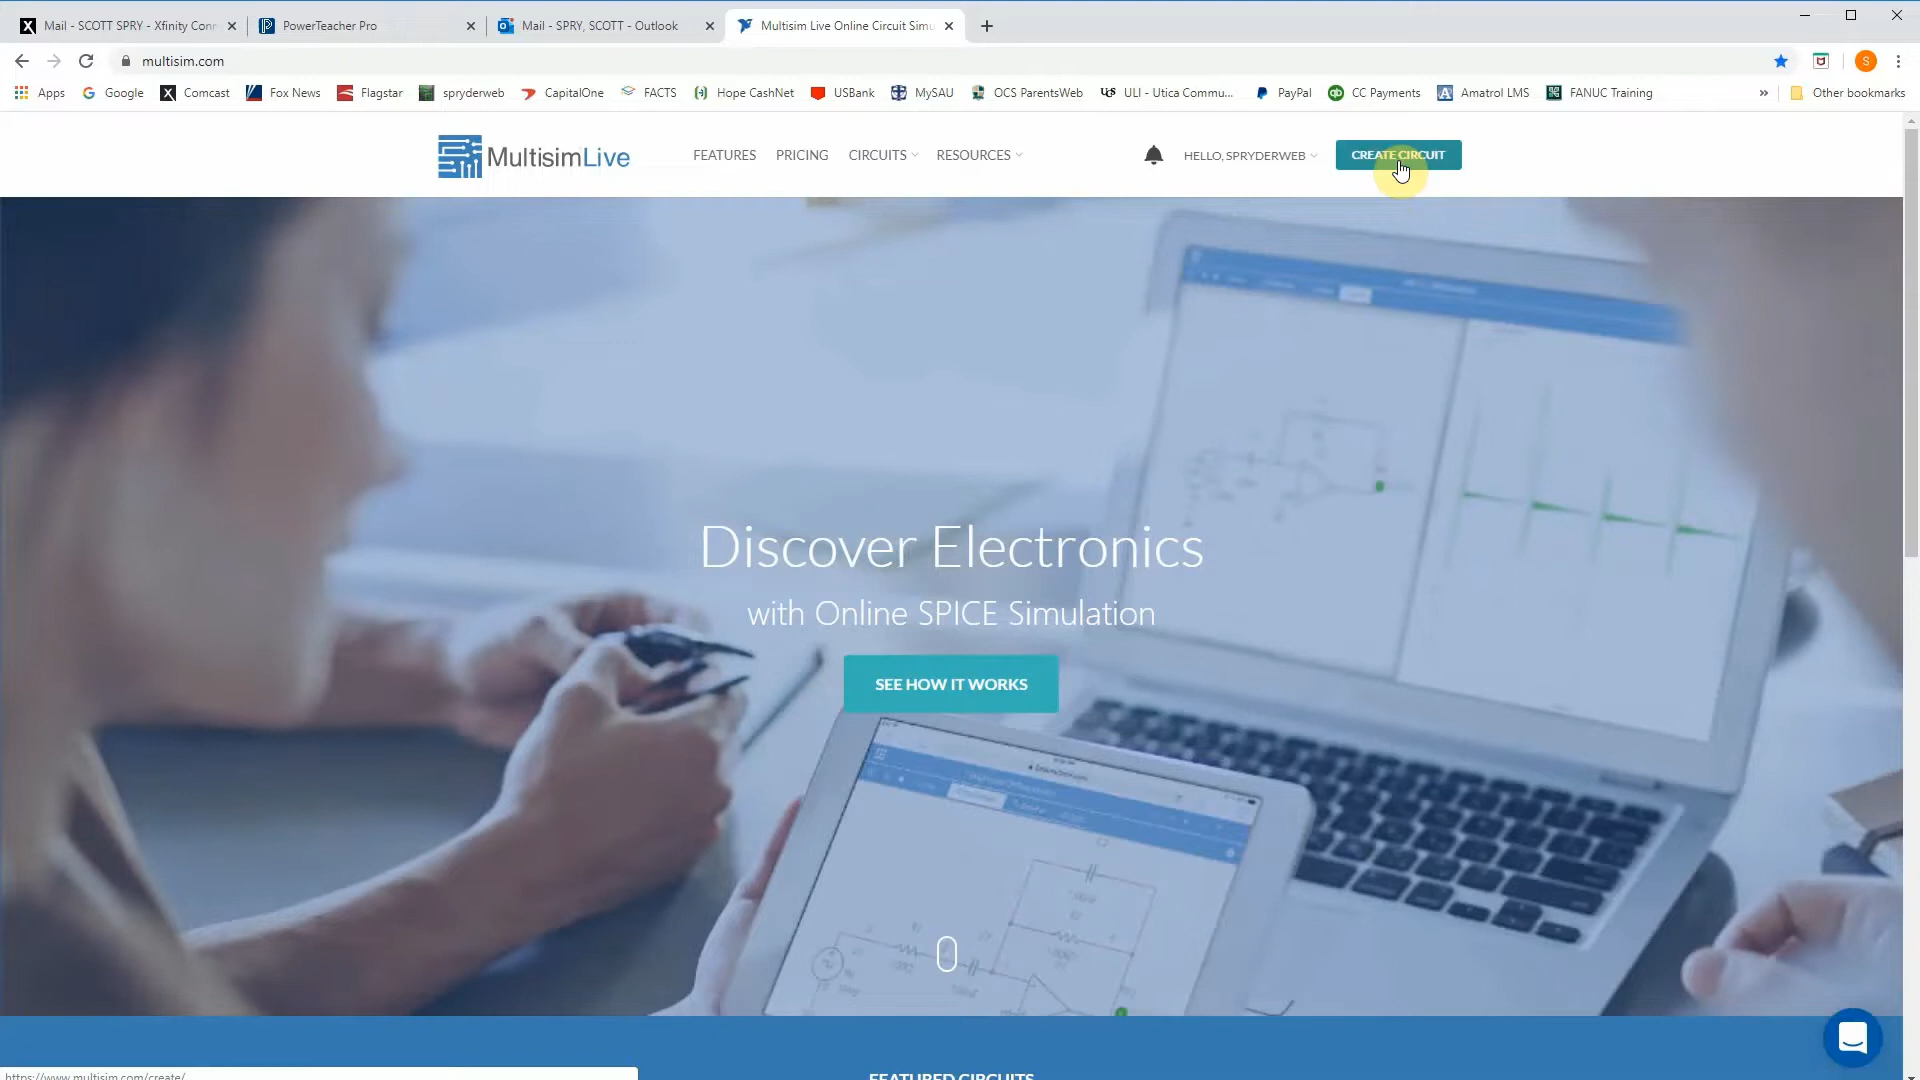 Mail - SCOTT SPRY - Xfinity Conn
PowerTeacher Pro
Mail - SPRY, SCOTT - Outlook
Multisim Live Online Circuit Simu
multisim.com
S
Apps
Google
Comcast
Fox News
Flagstar
spryderweb
CapitalOne
FACTS
Hope CashNet
USBank
MySAU
OCS ParentsWeb
ULI - Utica Commu...
PayPal
CC Payments
Amatrol LMS
FANUC Training
»
Other bookmarks
MultisimLive
FEATURES
PRICING
CIRCUITS
RESOURCES
HELLO, SPRYDERWEB
CREATE CIRCUIT
Discover Electronics
with Online SPICE Simulation
SEE HOW IT WORKS
FEATURED CIRCUITS
https://www.multisim.com/create/